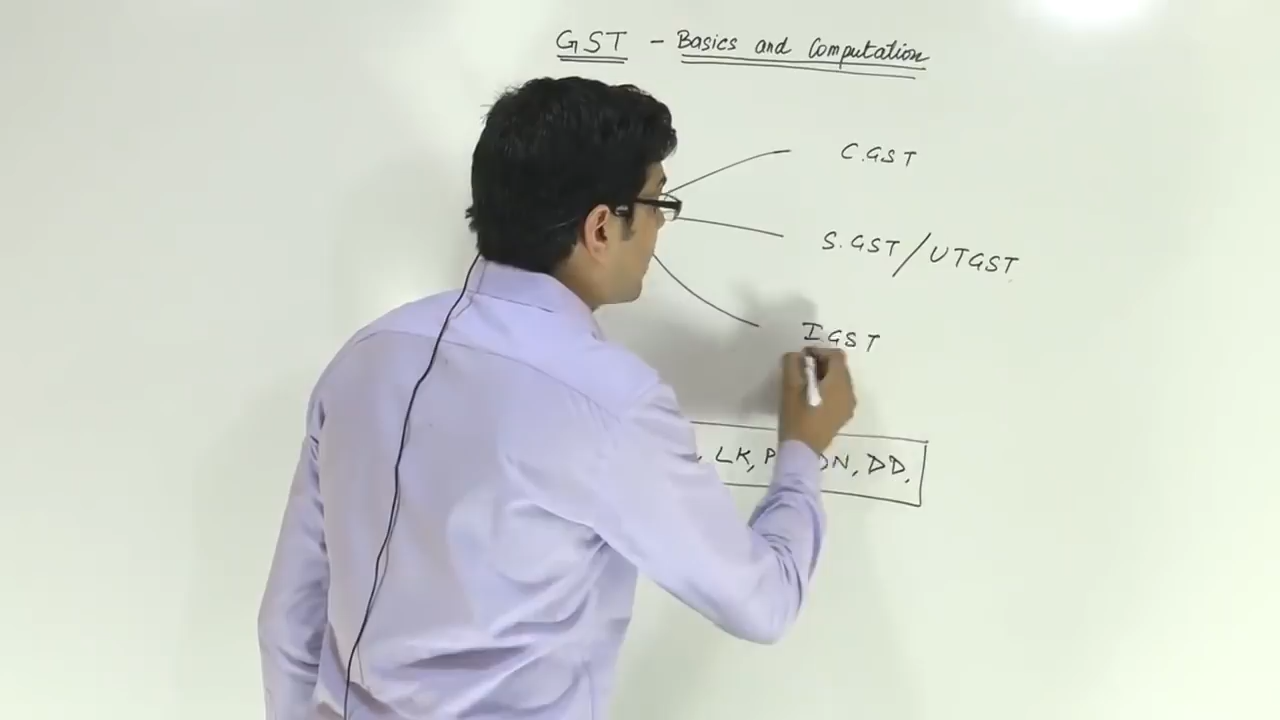 GST - Basics and Computation
C.GST
S.GST/UTGST
IGST
, LK, DN, DD,